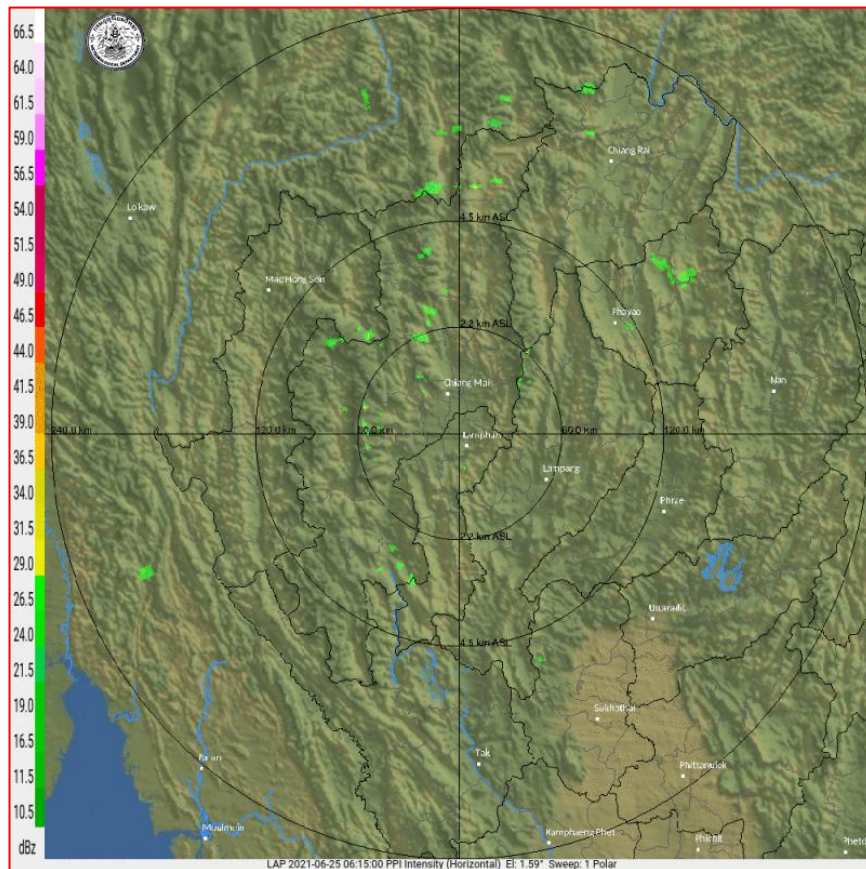 66.5
64.0
61.5
59.0
56.5
54.0
51.5
49.0
46.5
44.0
41.5
39.0
36.5
34.0
31.5
29.0
26.5
24.0
21.5
19.0
16.5
11.5
10.5
dBz
Chiang Rai
Loikaw
4.5 km ASL
Mae Hong Son
Phayao
2.2 km ASL
Chiang Mai
Nan
240.0 km
120.0 km
60.0 km
120.0 km
Lamphun
Lampang
Phrae
2.2 km ASL
Uttaradit
4.5 km ASL
Sukhothai
Tak
Pa'an
Phitsanulok
Moulmein
Kamphaeng Phet
Phichit
LAP 2021-06-25 06:15:00 PPI Intensity (Horizontal) El: 1.59° Sweep: 1 Polar